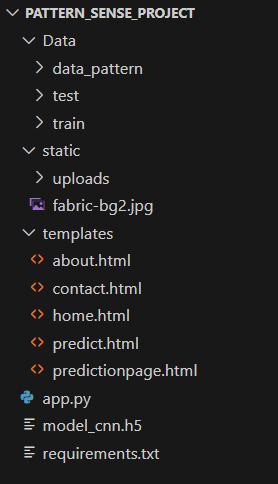 PATTERN_SENSE_PROJECT
Data
data_pattern
test
train
static
uploads
fabric-bg2.jpg
templates
about.html
contact.html
home.html
predict.html
predictionpage.html
app.py
model_cnn.h5
requirements.txt